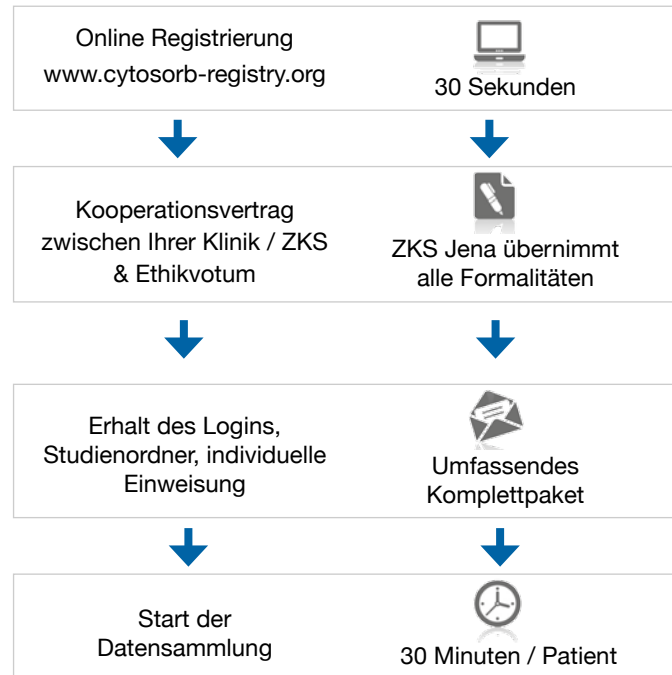 Online Registrierung
www.cytosorb-registry.org
30 Sekunden
Kooperationsvertrag
zwischen Ihrer Klinik / ZKS
& Ethikvotum
ZKS Jena übernimmt
alle Formalitäten
Erhalt des Logins,
Studienordner, individuelle
Einweisung
Umfassendes
Komplettpaket
Start der
Datensammlung
30 Minuten / Patient